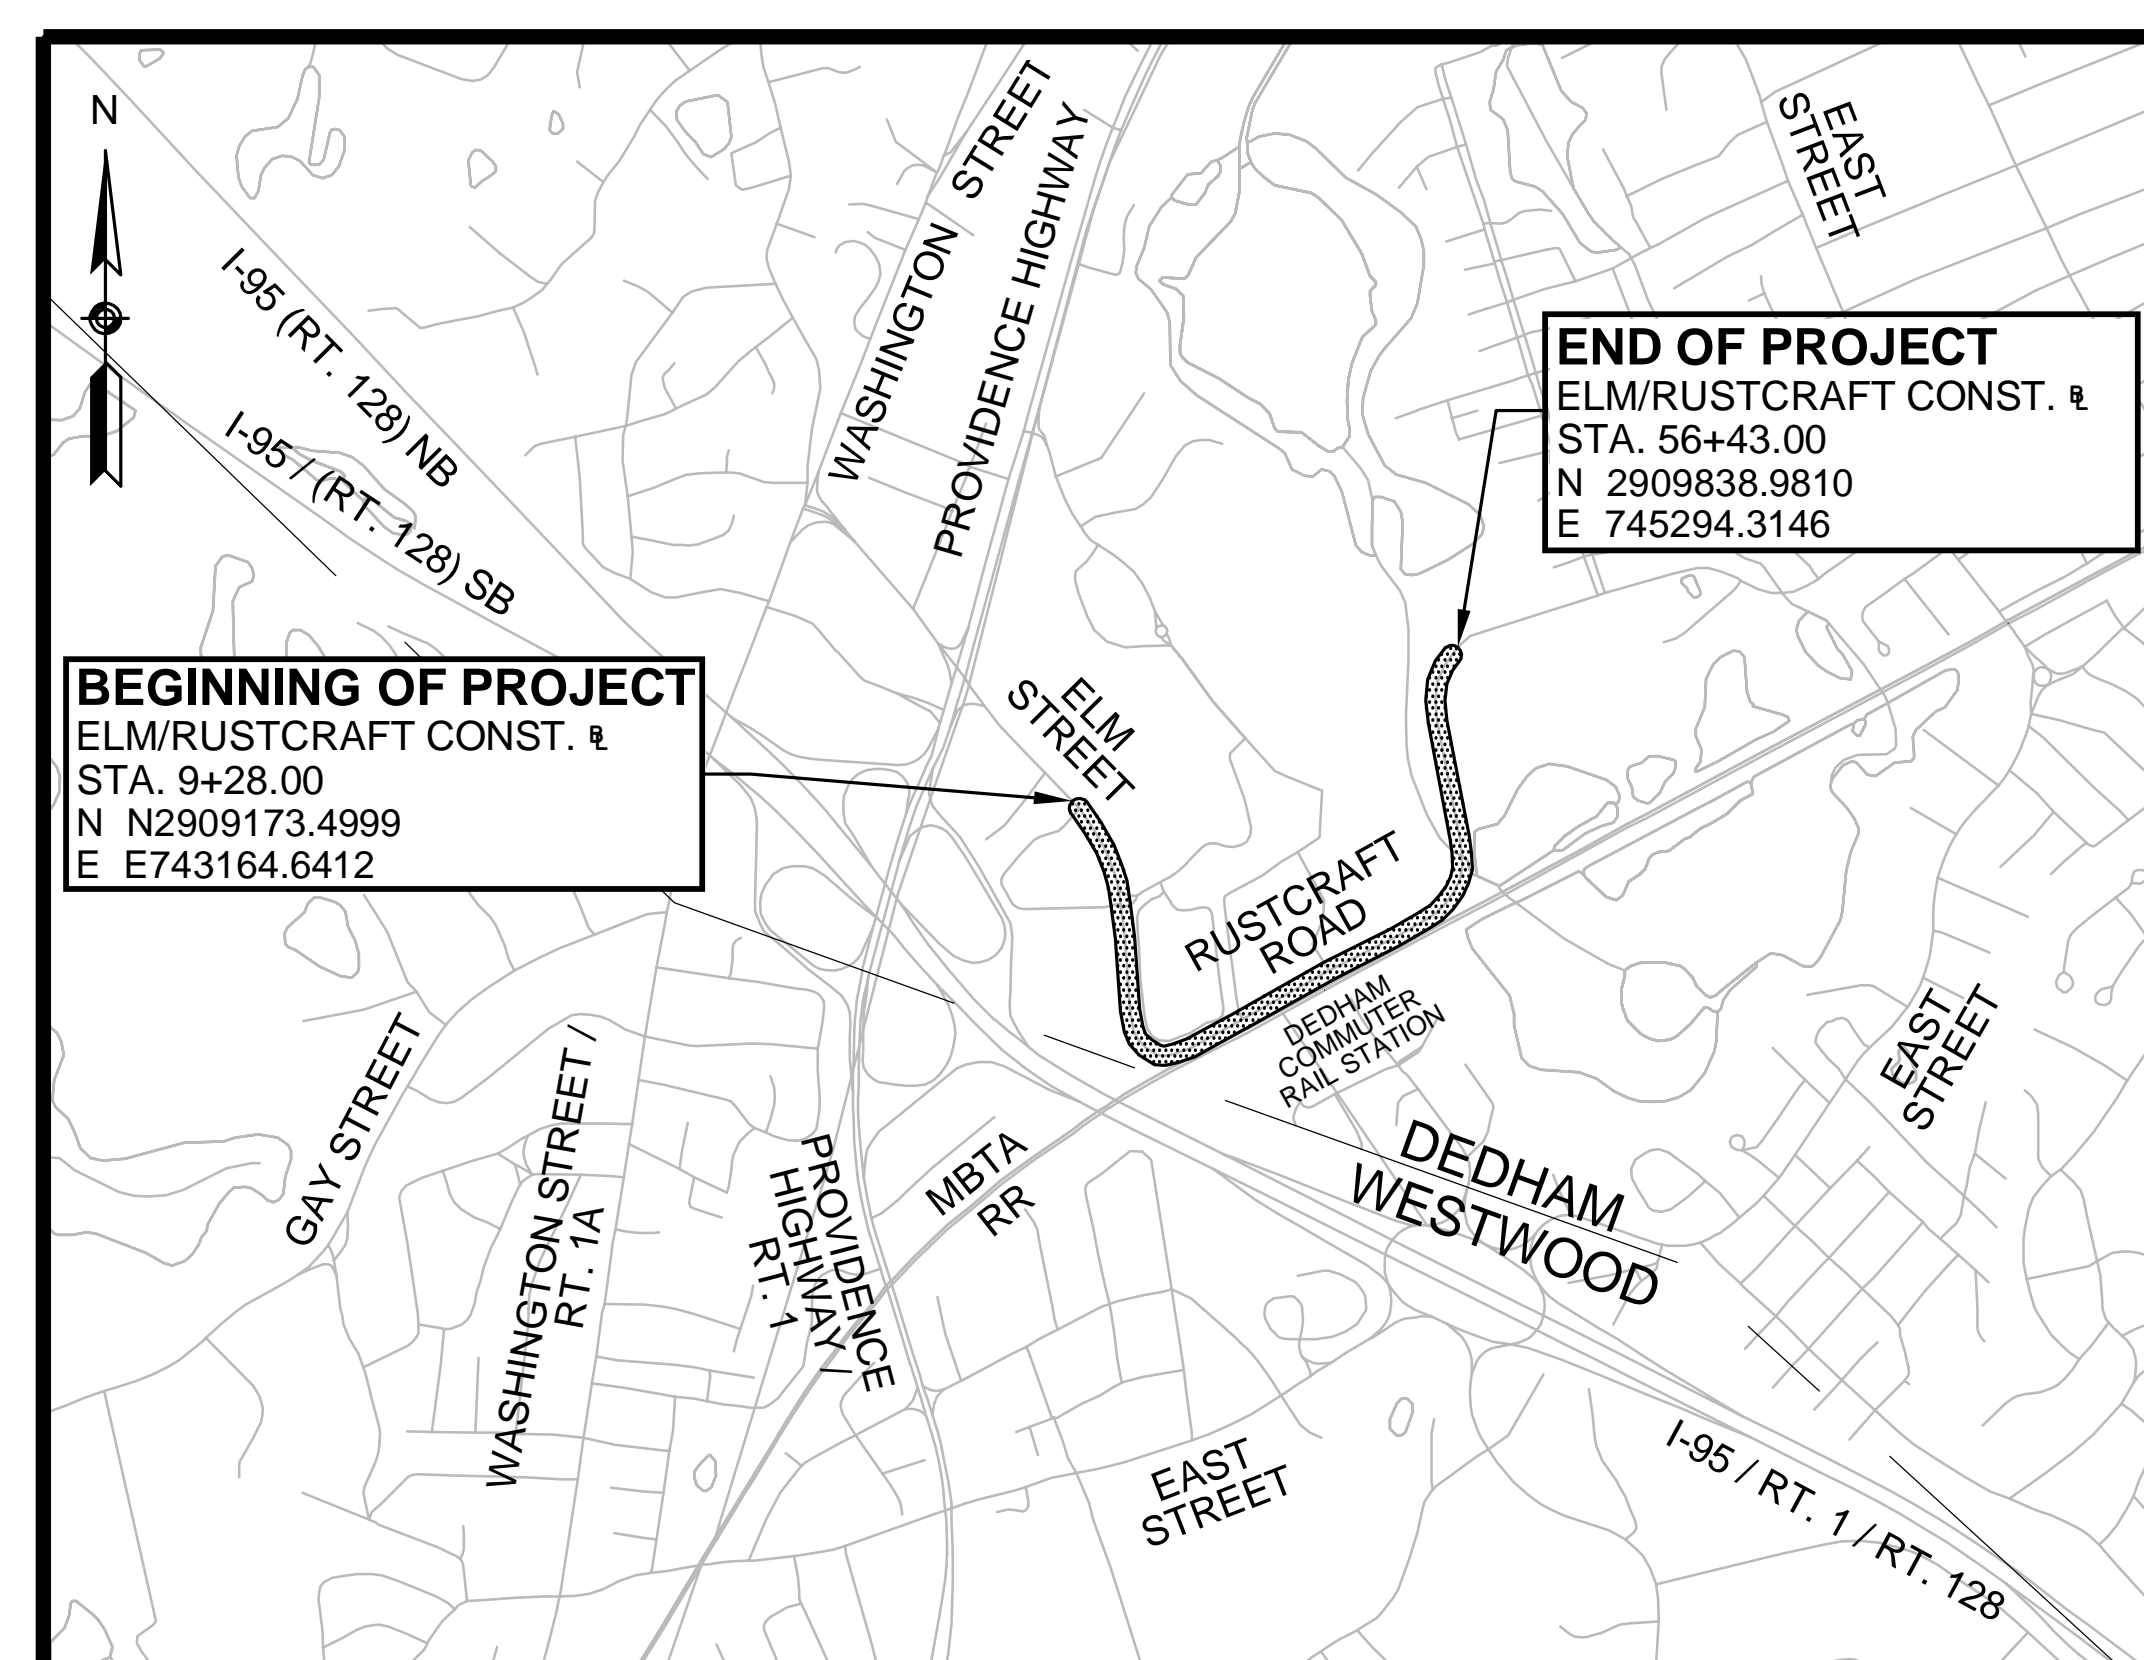 N
I-95 (RT. 128) NB
I-95 / (RT. 128) SB
WASHINGTON STREET
PROVIDENCE HIGHWAY
EAST
STREET
END OF PROJECT
ELM/RUSTCRAFT CONST. BL
STA. 56+43.00
N 2909838.9810
E 745294.3146
BEGINNING OF PROJECT
ELM/RUSTCRAFT CONST. BL
STA. 9+28.00
N N2909173.4999
E E743164.6412
ELM
STREET
RUSTCRAFT
ROAD
DEDHAM
COMMUTER
RAIL STATION
GAY STREET
WASHINGTON STREET /
RT. 1A
PROVIDENCE
HIGHWAY /
RT. 1
MBTA
RR
DEDHAM
WESTWOOD
EAST
STREET
EAST
STREET
I-95 / RT. 1 / RT. 128